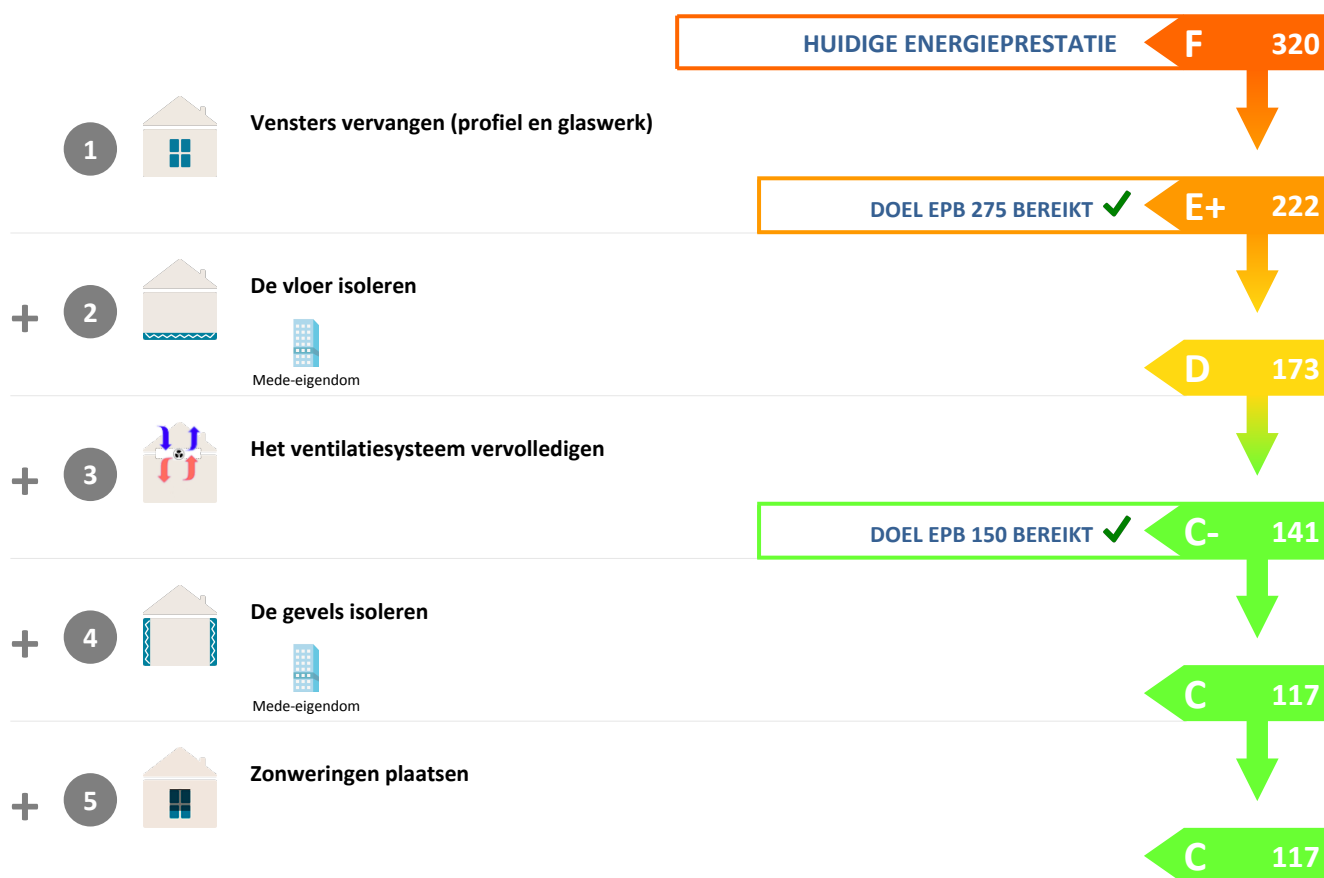 HUIDIGE ENERGIEPRESTATIE F 320
1 Vensters vervangen (profiel en glaswerk)
DOEL EPB 275 BEREIKT E+ 222
+ 2 De vloer isoleren
Mede-eigendom
D 173
+ 3 Het ventilatiesysteem vervolledigen
DOEL EPB 150 BEREIKT C- 141
+ 4 De gevels isoleren
Mede-eigendom
C 117
+ 5 Zonweringen plaatsen
C 117